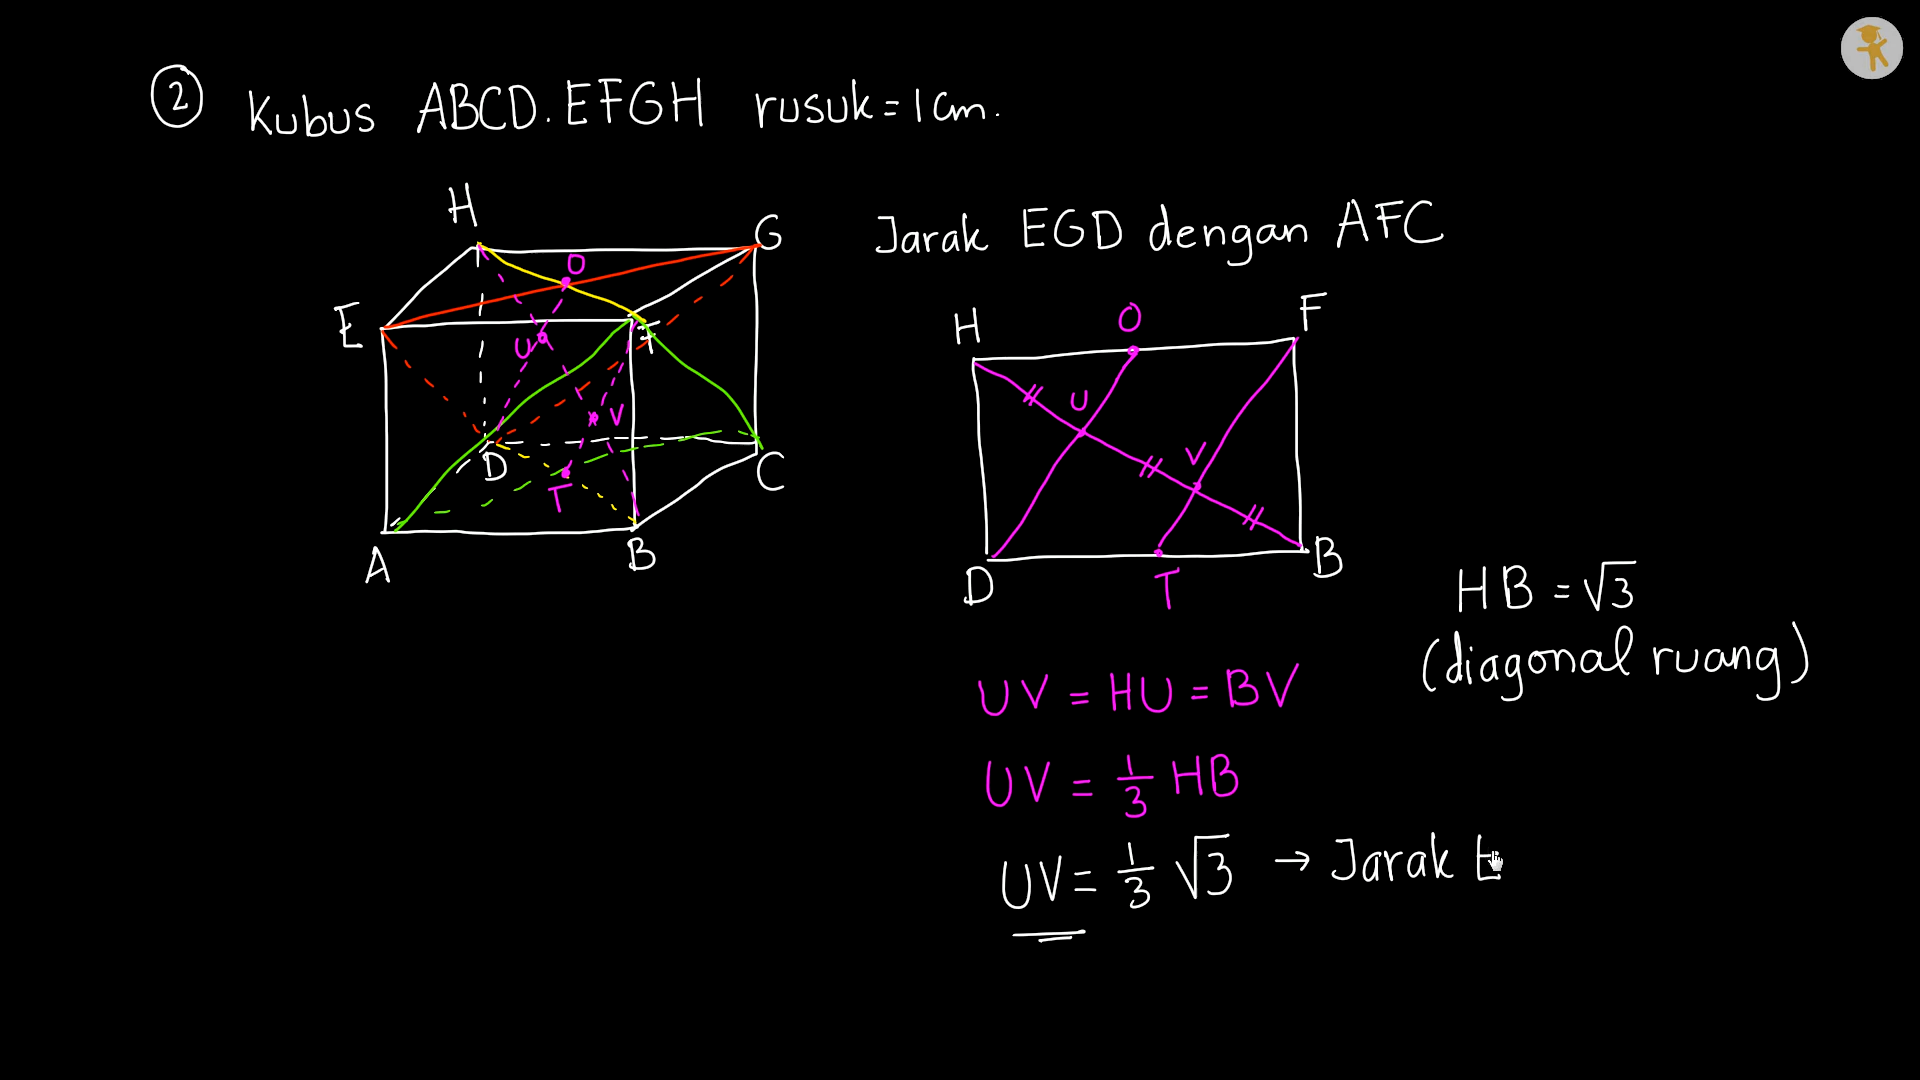 2 Kubus ABCD.EFGH rusuk = 1 cm.
Jarak EGD dengan AFC
H
G
O
E
U
F
V
D
C
T
A
B
H
O
F
U
V
D
T
B
HB = √3
(diagonal ruang)
UV = HU = BV
UV = 1/3 HB
UV = 1/3 √3 → Jarak E